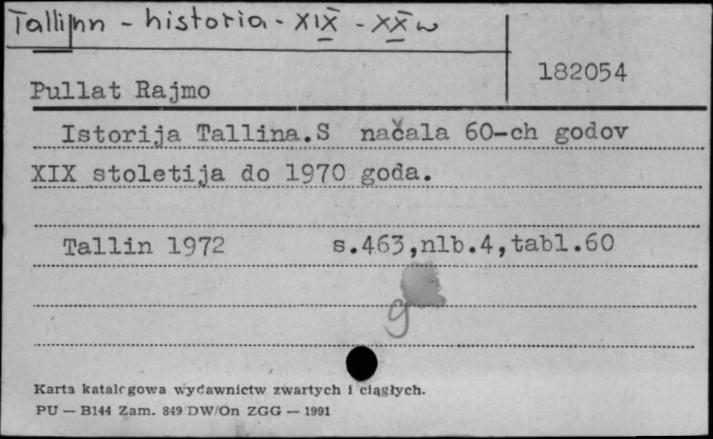 Tallinn - historia - XIX - XX w
182054
Pullat Rajmo
Istorija Tallina.S načala 60-ch godov
XIX stoletija do 1970 goda.
Tallin 1972 s.463,nlb.4,tabl.60
g
Karta katalogowa wydawnictw zwartych i ciągłych.
PU — B144 Zam. 849 DW/On ZGG — 1991